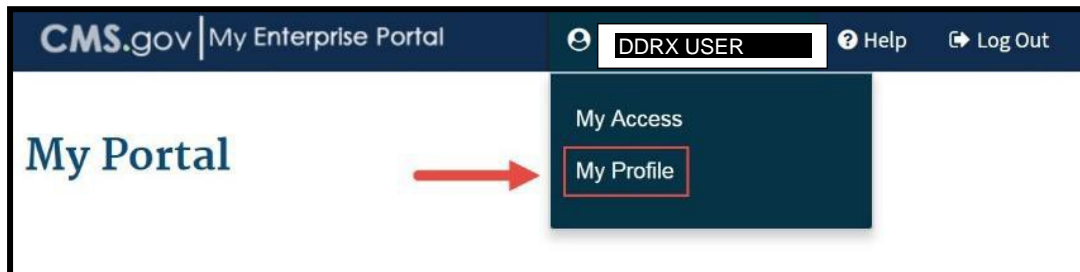 CMS.gov | My Enterprise Portal DDRX USER Help Log Out
My Access
My Portal
My Profile